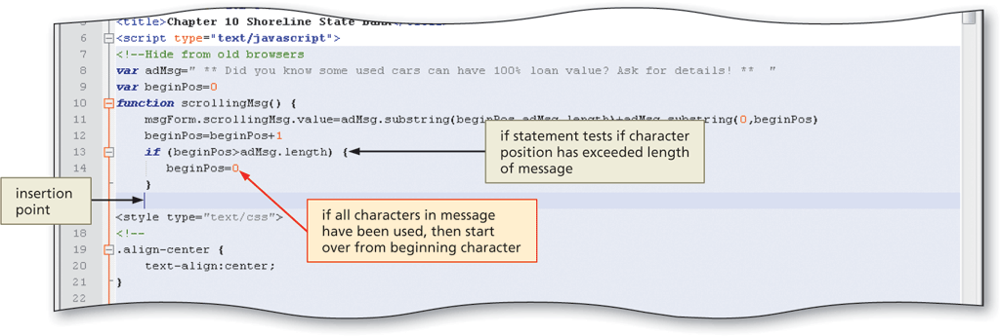 <title>Chapter 10 Shoreline State Bank</title>
6 <script type="text/javascript">
7 <!--Hide from old browsers
8 var adMsg=" ** Did you know some used cars can have 100% loan value? Ask for details! ** "
9 var beginPos=0
10 function scrollingMsg() {
11 msgForm.scrollingMsg.value=adMsg.substring(beginPos,adMsg.length)+adMsg.substring(0,beginPos)
12 beginPos=beginPos+1
13 if (beginPos>adMsg.length) {
14 beginPos=0
}
<style type="text/css">
18 <!--
19 .align-center {
20 text-align:center;
21 }
22
if statement tests if character
position has exceeded length
of message
insertion
point
if all characters in message
have been used, then start
over from beginning character